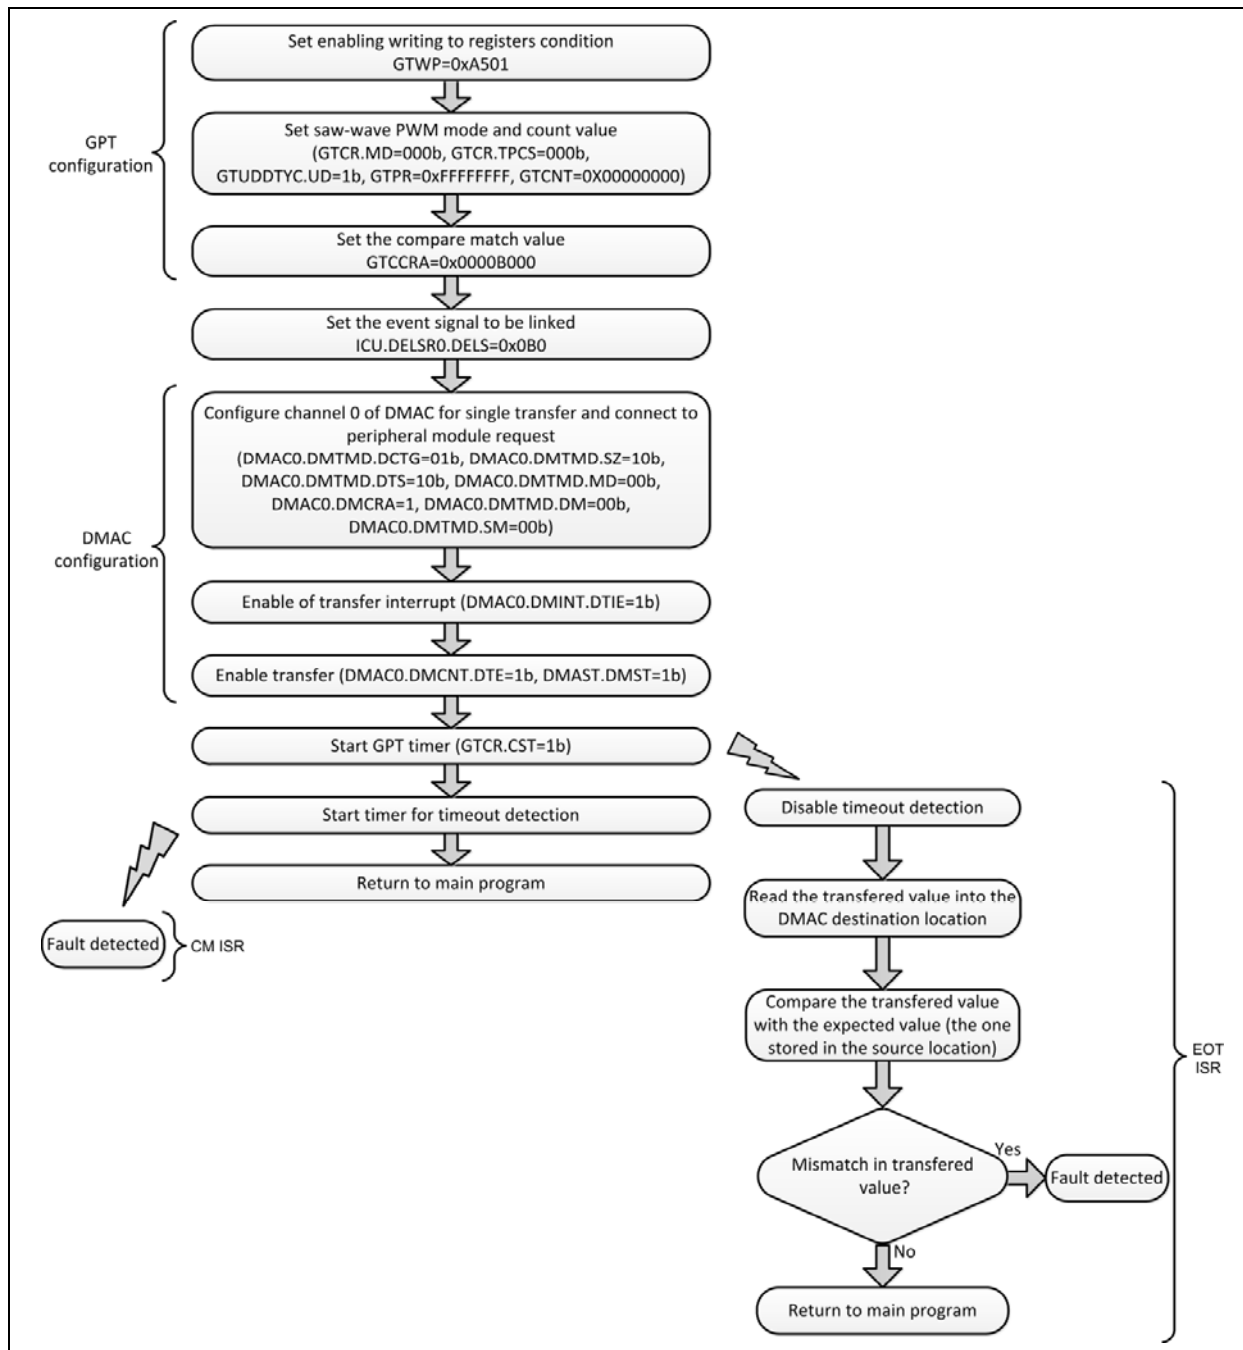 Set enabling writing to registers condition
GTWP=0xA501
GPT
configuration
Set saw-wave PWM mode and count value
(GTCR.MD=000b, GTCR.TPCS=000b,
GTUDDTYC.UD=1b, GTPR=0xFFFFFFFF, GTCNT=0X00000000)
Set the compare match value
GTCCRA=0x0000B000
Set the event signal to be linked
ICU.DELSR0.DELS=0x0B0
DMAC
configuration
Configure channel 0 of DMAC for single transfer and connect to
peripheral module request
(DMAC0.DMTMD.DCTG=01b, DMAC0.DMTMD.SZ=10b,
DMAC0.DMTMD.DTS=10b, DMAC0.DMTMD.MD=00b,
DMAC0.DMCRA=1, DMAC0.DMTMD.DM=00b,
DMAC0.DMTMD.SM=00b)
Enable of transfer interrupt (DMAC0.DMINT.DTIE=1b)
Enable transfer (DMAC0.DMCNT.DTE=1b, DMAST.DMST=1b)
Start GPT timer (GTCR.CST=1b)
Start timer for timeout detection
Return to main program
Fault detected
CM ISR
Disable timeout detection
Read the transfered value into the
DMAC destination location
Compare the transfered value
with the expected value (the one
stored in the source location)
EOT
ISR
Mismatch in transfered
value?
Yes
Fault detected
No
Return to main program